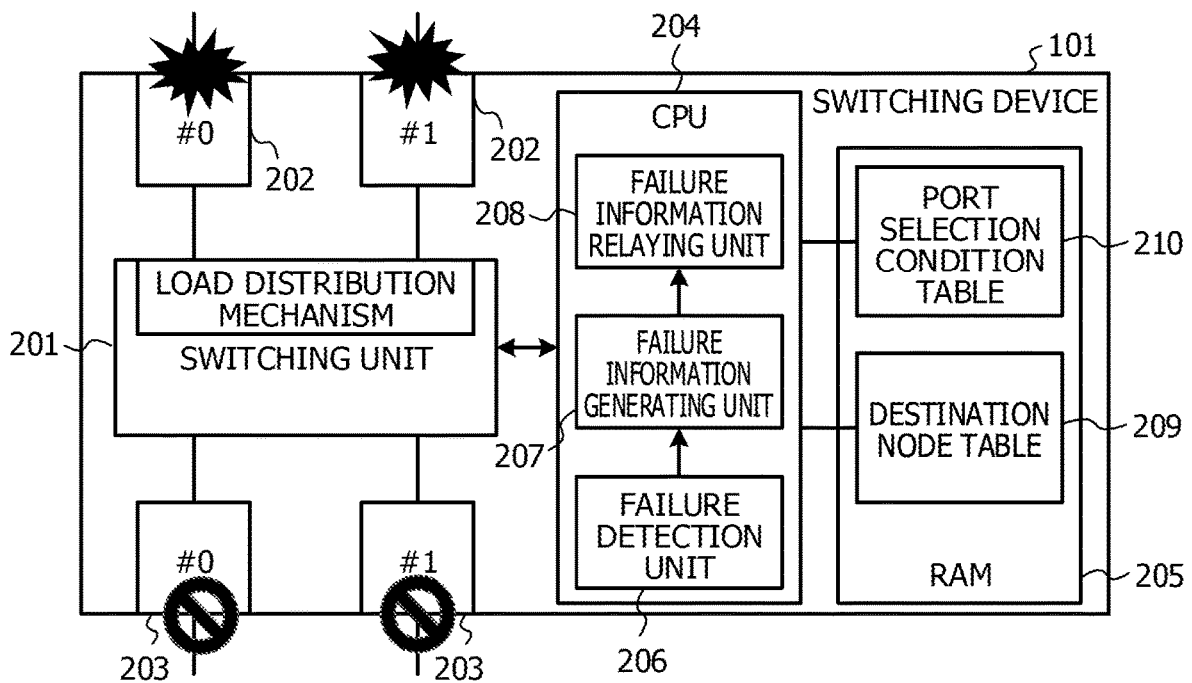 204
101
SWITCHING DEVICE
CPU
#0
#1
202
202
FAILURE
INFORMATION
RELAYING UNIT
208
PORT
SELECTION
CONDITION
TABLE
210
LOAD DISTRIBUTION
MECHANISM
SWITCHING UNIT
201
FAILURE
INFORMATION
GENERATING UNIT
207
DESTINATION
NODE TABLE
209
FAILURE
DETECTION
UNIT
#0
#1
RAM
205
203
203
206